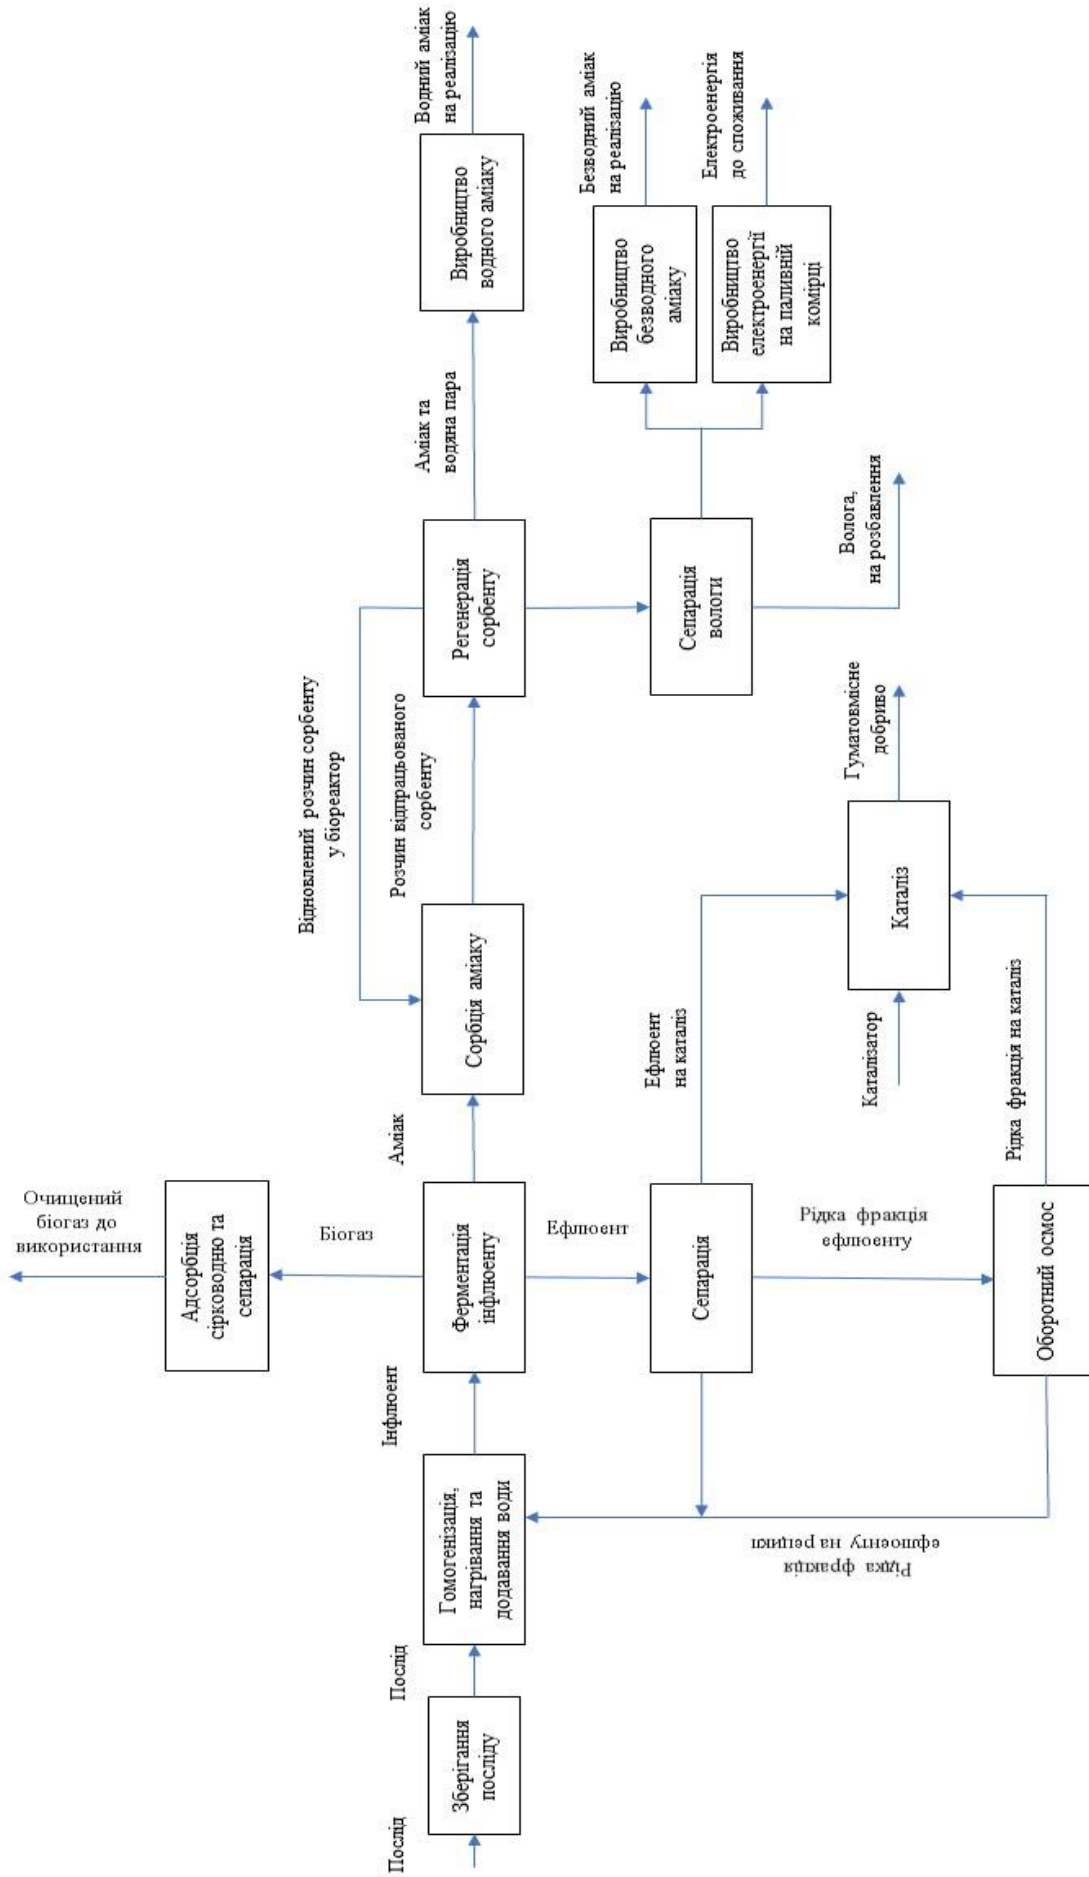 Послід
Зберігання
посліду
Послід
Гомогенізація,
нагрівання та
додавання води
Інфлюент
Ферментація
інфлюенту
Біогаз
Адсорбція
сірководню та
сепарація
Очищений
біогаз до
використання
Аміак
Сорбція аміаку
Розчин відпрацьованого
сорбенту
Відновлений розчин сорбенту
у біореактор
Регенерація
сорбенту
Аміак та
водяна пара
Виробництво
водного аміаку
Водний аміак
на реалізацію
Сепарація
вологи
Волога,
на розбавлення
Виробництво
безводного
аміаку
Безводний аміак
на реалізацію
Виробництво
електроенергії
на паливній
комірці
Електроенергія
до споживання
Ефлюент
Сепарація
Ефлюент
на каталіз
Рідка фракція
ефлюенту
Оборотний осмос
Рідка фракція
ефлюенту на рецикл
Рідка фракція на каталіз
Каталізатор
Каталіз
Гуматовмісне
добриво